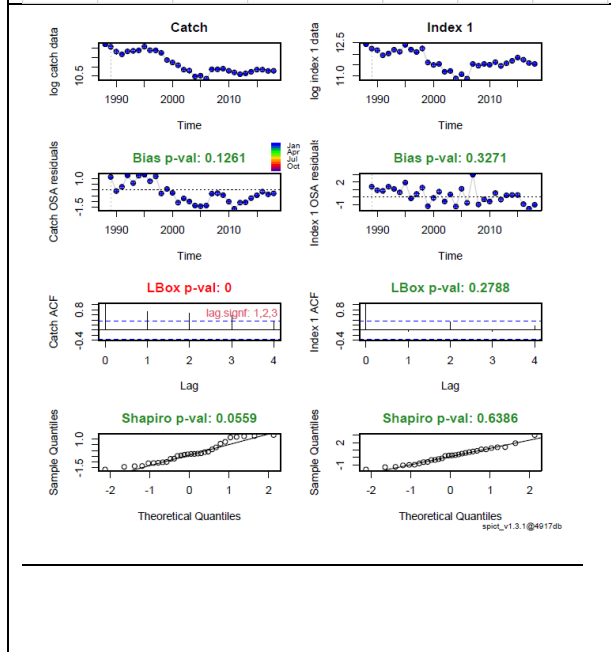 Catch
log catch data
10.5
1990 2000 2010
Time
Index 1
log index 1 data
11.0 12.5
1990 2000 2010
Time
Bias p-val: 0.1261
Jan
Apr
Jul
Oct
Catch OSA residuals
-1.5 1.0
1990 2000 2010
Time
Bias p-val: 0.3271
Index 1 OSA residuals
-1 2
1990 2000 2010
Time
LBox p-val: 0
lag.signf: 1,2,3
Catch ACF
-0.4 0.8
0 1 2 3 4
Lag
LBox p-val: 0.2788
Index 1 ACF
-0.4 0.8
0 1 2 3 4
Lag
Shapiro p-val: 0.0559
Sample Quantiles
-1.5 1.0
-2 -1 0 1 2
Theoretical Quantiles
Shapiro p-val: 0.6386
Sample Quantiles
-1 2
-2 -1 0 1 2
Theoretical Quantiles
spict_v1.3.1@4917db